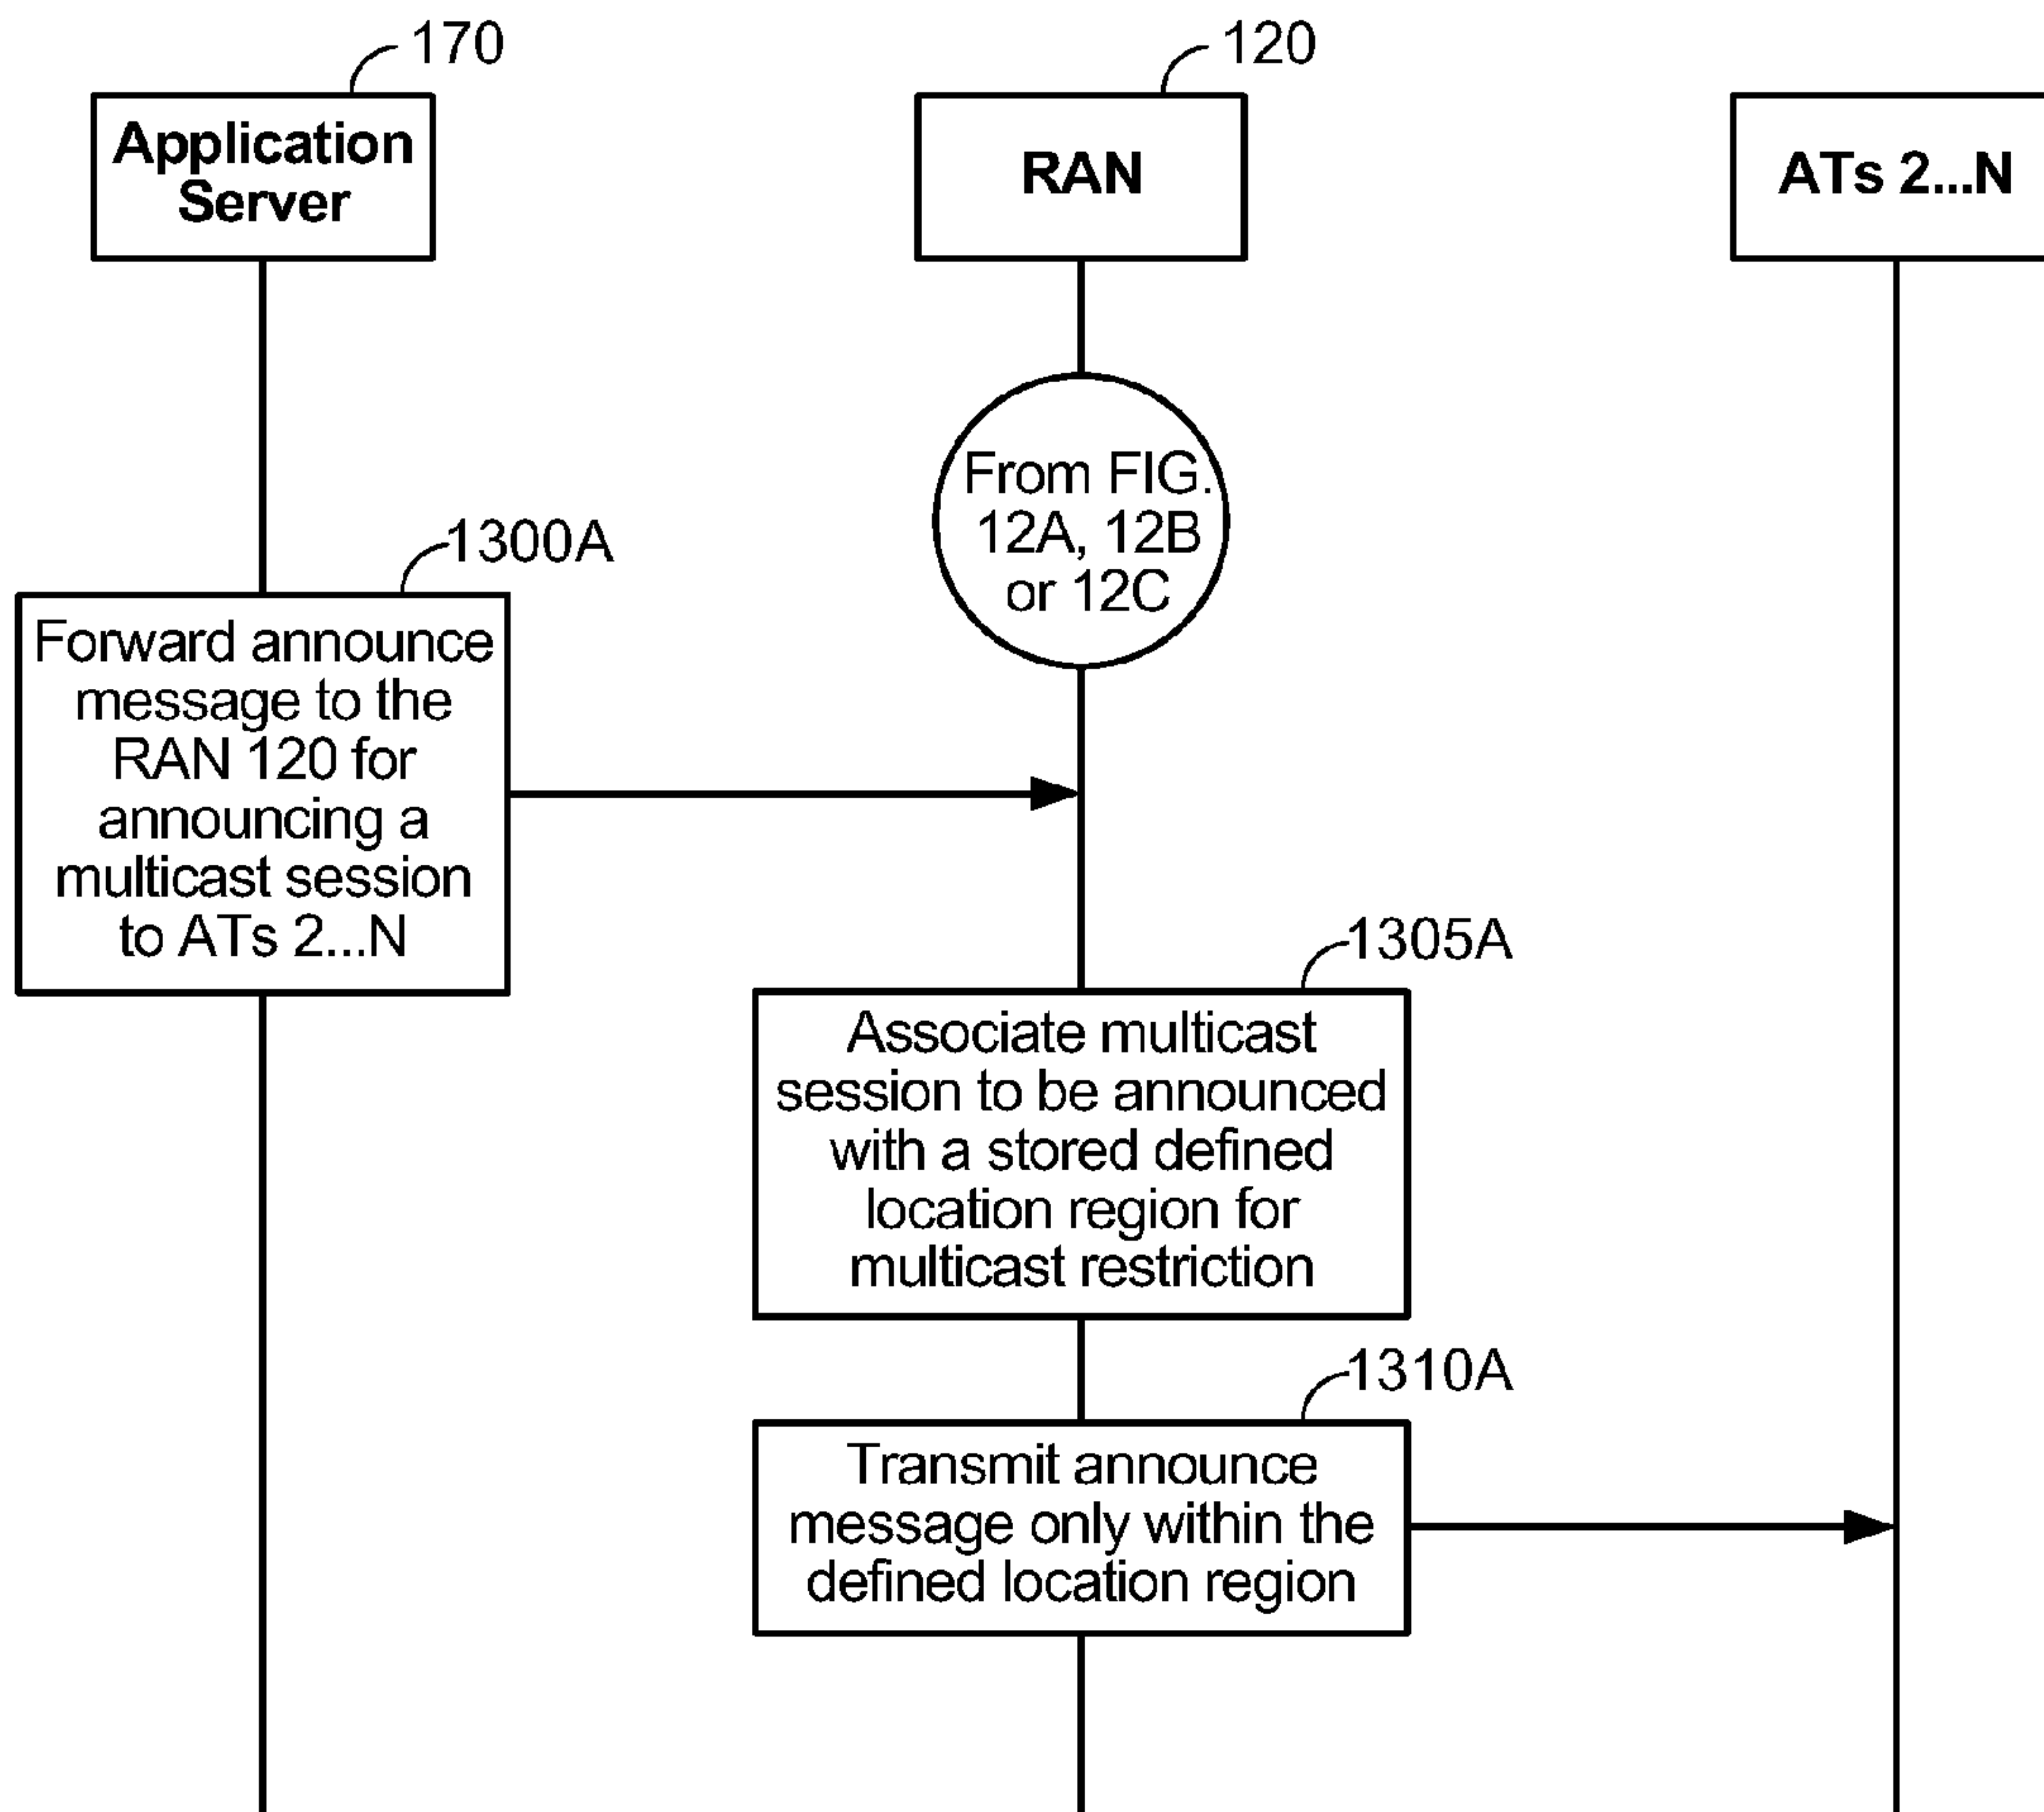 170
120
Application
Server
RAN
ATs 2...N
From FIG.
12A, 12B
or 12C
1300A
Forward announce
message to the
RAN 120 for
announcing a
multicast session
to ATs 2...N
1305A
Associate multicast
session to be announced
with a stored defined
location region for
multicast restriction
1310A
Transmit announce
message only within the
defined location region